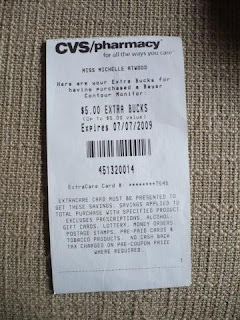 CVS/pharmacy
for all the ways you care
MISS MICHELLE ATWOOD
Here are your Extra Bucks for
having purchased a Bayer
Contour Monitor:
$5.00 EXTRA BUCKS
(Up to $5.00 value)
Expires 07/07/2009
451320014
ExtraCare Card #: ********7545
EXTRACARE CARD MUST BE PRESENTED TO
GET THESE SAVINGS. SAVINGS APPLIED TO
TOTAL PURCHASE WITH SPECIFIED PRODUCT
EXCLUDES PRESCRIPTIONS, ALCOHOL,
GIFT CARDS, LOTTERY, MONEY ORDERS,
POSTAGE STAMPS, PRE-PAID CARDS &
TOBACCO PRODUCTS. NO CASH BACK.
TAX CHARGED ON PRE-COUPON PRICE
WHERE REQUIRED.